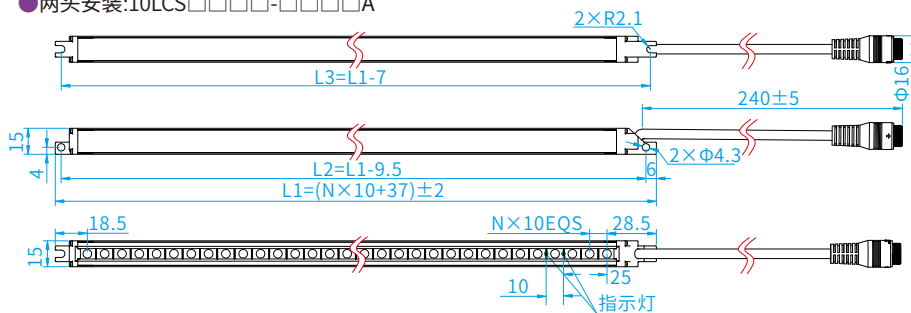 ●两头安装:10LCS□□□□-□□□□A
2×R2.1
L3=L1-7
Φ16
240±5
15
4
2×Φ4.3
L2=L1-9.5
6
L1=(N×10+37)±2
18.5
N×10EQS
28.5
15
25
10
指示灯